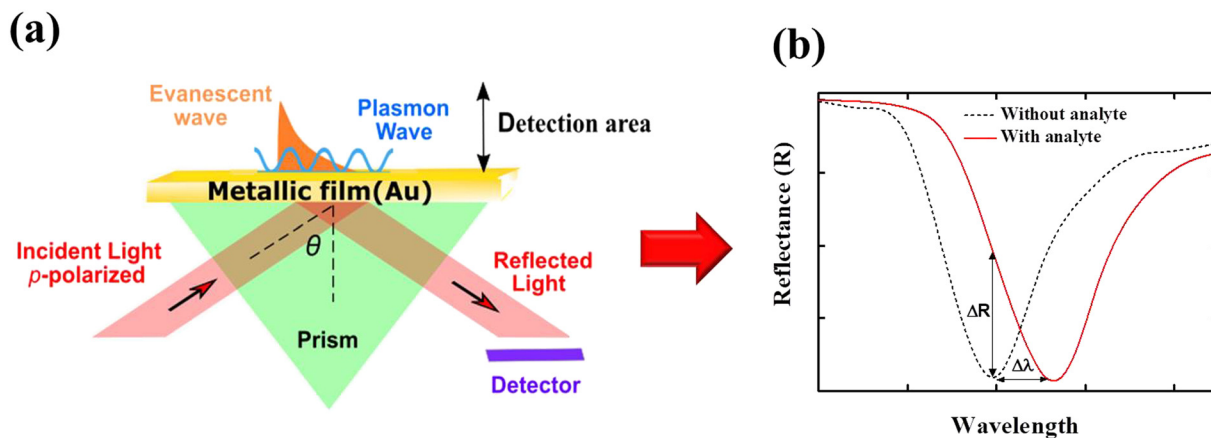 (a)
Evanescent
wave
Plasmon
Wave
Detection area
Metallic film(Au)
Incident Light
p-polarized
θ
Reflected
Light
Prism
Detector
(b)
Without analyte
With analyte
Reflectance (R)
ΔR
Δλ
Wavelength